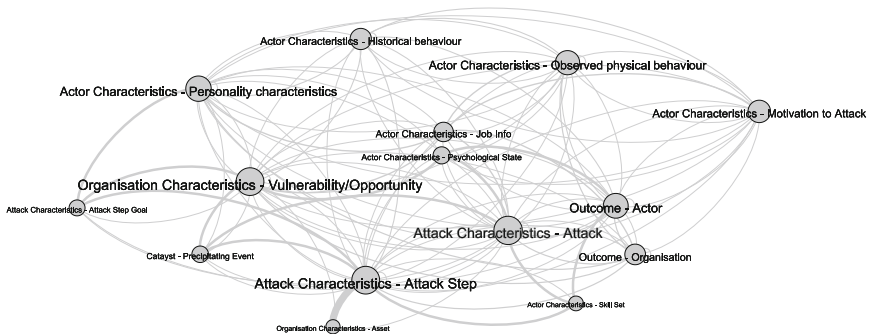 Actor Characteristics - Historical behaviour
Actor Characteristics - Observed physical behaviour
Actor Characteristics - Personality characteristics
Actor Characteristics - Motivation to Attack
Actor Characteristics - Job Info
Actor Characteristics - Psychological State
Organisation Characteristics - Vulnerability/Opportunity
Attack Characteristics - Attack Step Goal
Outcome - Actor
Attack Characteristics - Attack
Catayst - Precipitating Event
Outcome - Organisation
Attack Characteristics - Attack Step
Actor Characteristics - Skill Set
Organisation Characteristics - Asset